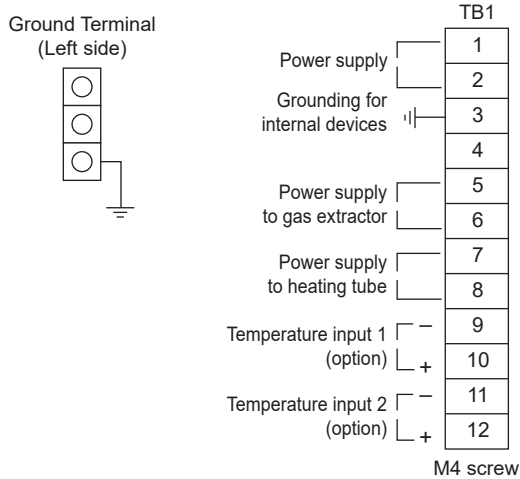 Ground Terminal
(Left side)
TB1
Power supply
1
2
Grounding for
internal devices
3
4
Power supply
to gas extractor
5
6
Power supply
to heating tube
7
8
Temperature input 1
(option)
– 9
+ 10
Temperature input 2
(option)
– 11
+ 12
M4 screw